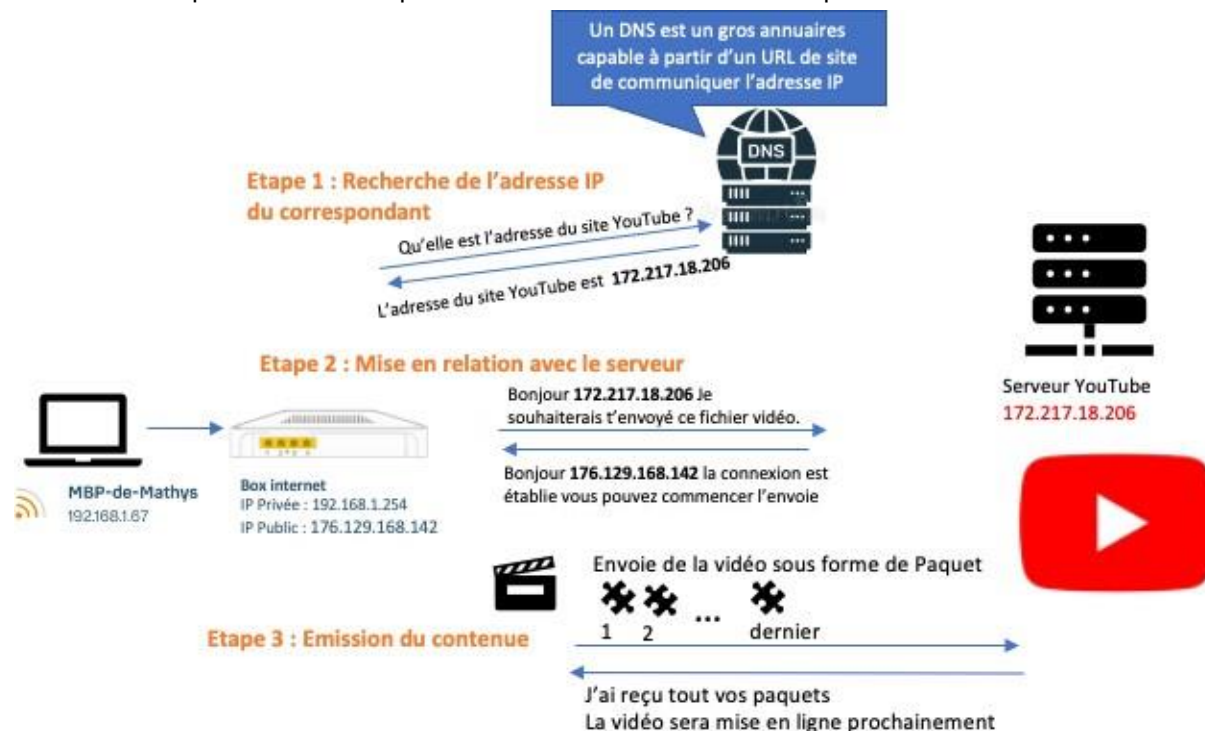 Un DNS est un gros annuaires
capable à partir d'un URL de site
de communiquer l'adresse IP
DNS
Etape 1 : Recherche de l'adresse IP
du correspondant
Qu'elle est l'adresse du site YouTube ?
L'adresse du site YouTube est 172.217.18.206
Etape 2 : Mise en relation avec le serveur
Bonjour 172.217.18.206 Je
souhaiterais t'envoyé ce fichier vidéo.
Bonjour 176.129.168.142 la connexion est
établie vous pouvez commencer l'envoie
Serveur YouTube
172.217.18.206
MBP-de-Mathys
192.168.1.67
Box internet
IP Privée : 192.168.1.254
IP Public : 176.129.168.142
Envoie de la vidéo sous forme de Paquet
1 2 ... dernier
Etape 3 : Emission du contenue
J'ai reçu tout vos paquets
La vidéo sera mise en ligne prochainement